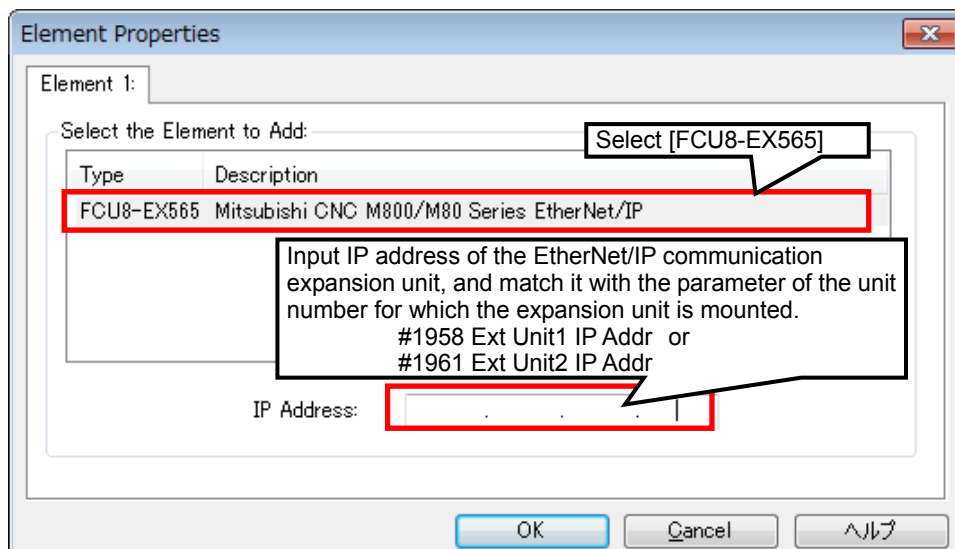 Element Properties
Element 1:
Select the Element to Add:
Select [FCU8-EX565]
Type Description
FCU8-EX565 Mitsubishi CNC M800/M80 Series EtherNet/IP
Input IP address of the EtherNet/IP communication
expansion unit, and match it with the parameter of the unit
number for which the expansion unit is mounted.
#1958 Ext Unit1 IP Addr or
#1961 Ext Unit2 IP Addr
IP Address: . . .
OK Cancel ヘルプ